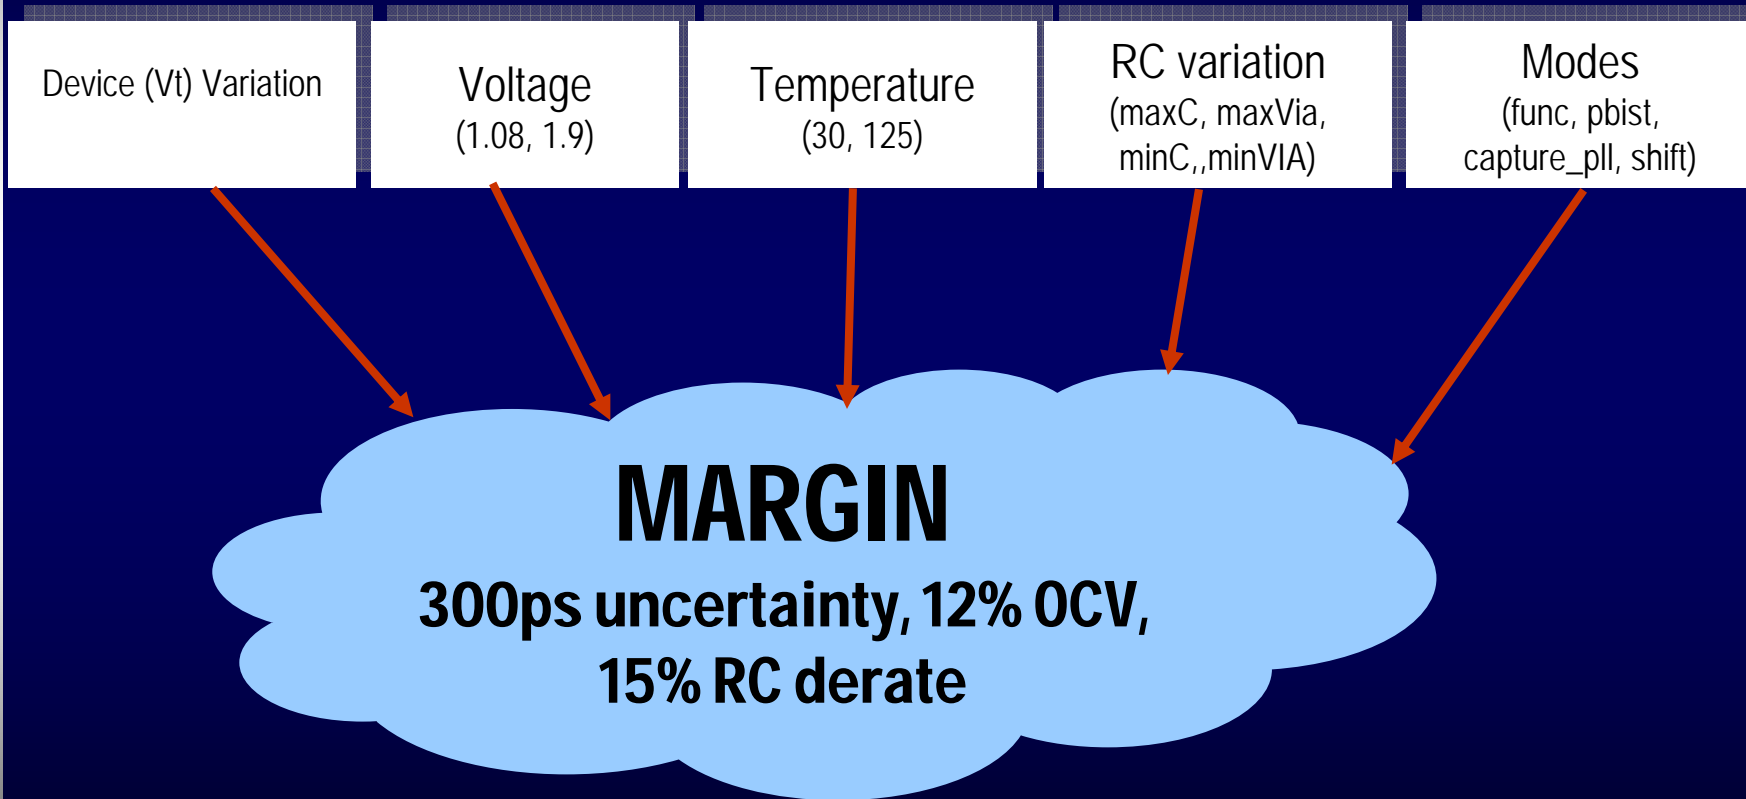 Device (Vt) Variation
Voltage
(1.08, 1.9)
Temperature
(30, 125)
RC variation
(maxC, maxVia,
minC,,minVIA)
Modes
(func, pbist,
capture_pll, shift)
MARGIN
300ps uncertainty, 12% OCV,
15% RC derate